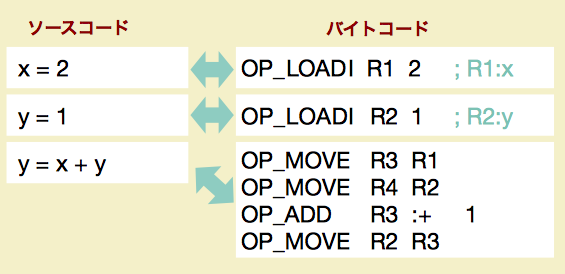 ソースコード バイトコード
x = 2 OP_LOADI R1 2 ; R1:x
y = 1 OP_LOADI R2 1 ; R2:y
y = x + y OP_MOVE R3 R1
OP_MOVE R4 R2
OP_ADD R3 :+ 1
OP_MOVE R2 R3